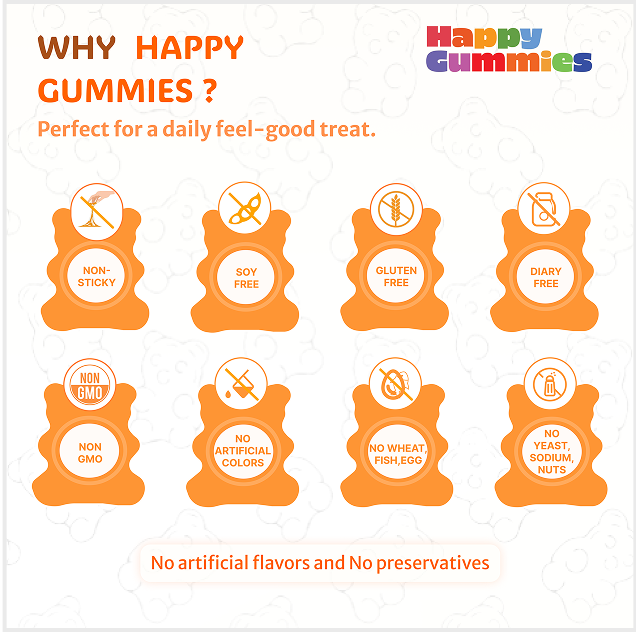 WHY HAPPY
GUMMIES ?
Happy
Gummies
Perfect for a daily feel-good treat.
NON-
STICKY
SOY
FREE
GLUTEN
FREE
DIARY
FREE
NON
GMO
NON
GMO
NO
ARTIFICIAL
COLORS
NO WHEAT,
FISH,EGG
NO
YEAST,
SODIUM,
NUTS
No artificial flavors and No preservatives